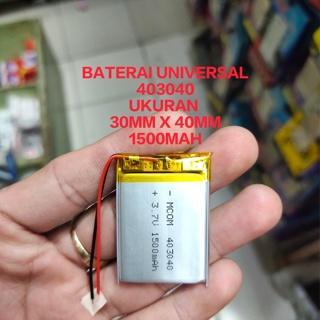 BATERAI UNIVERSAL
403040
UKURAN
30MM X 40MM
1500MAH
- MCOM 403040
+ 3.7V 1500mAh